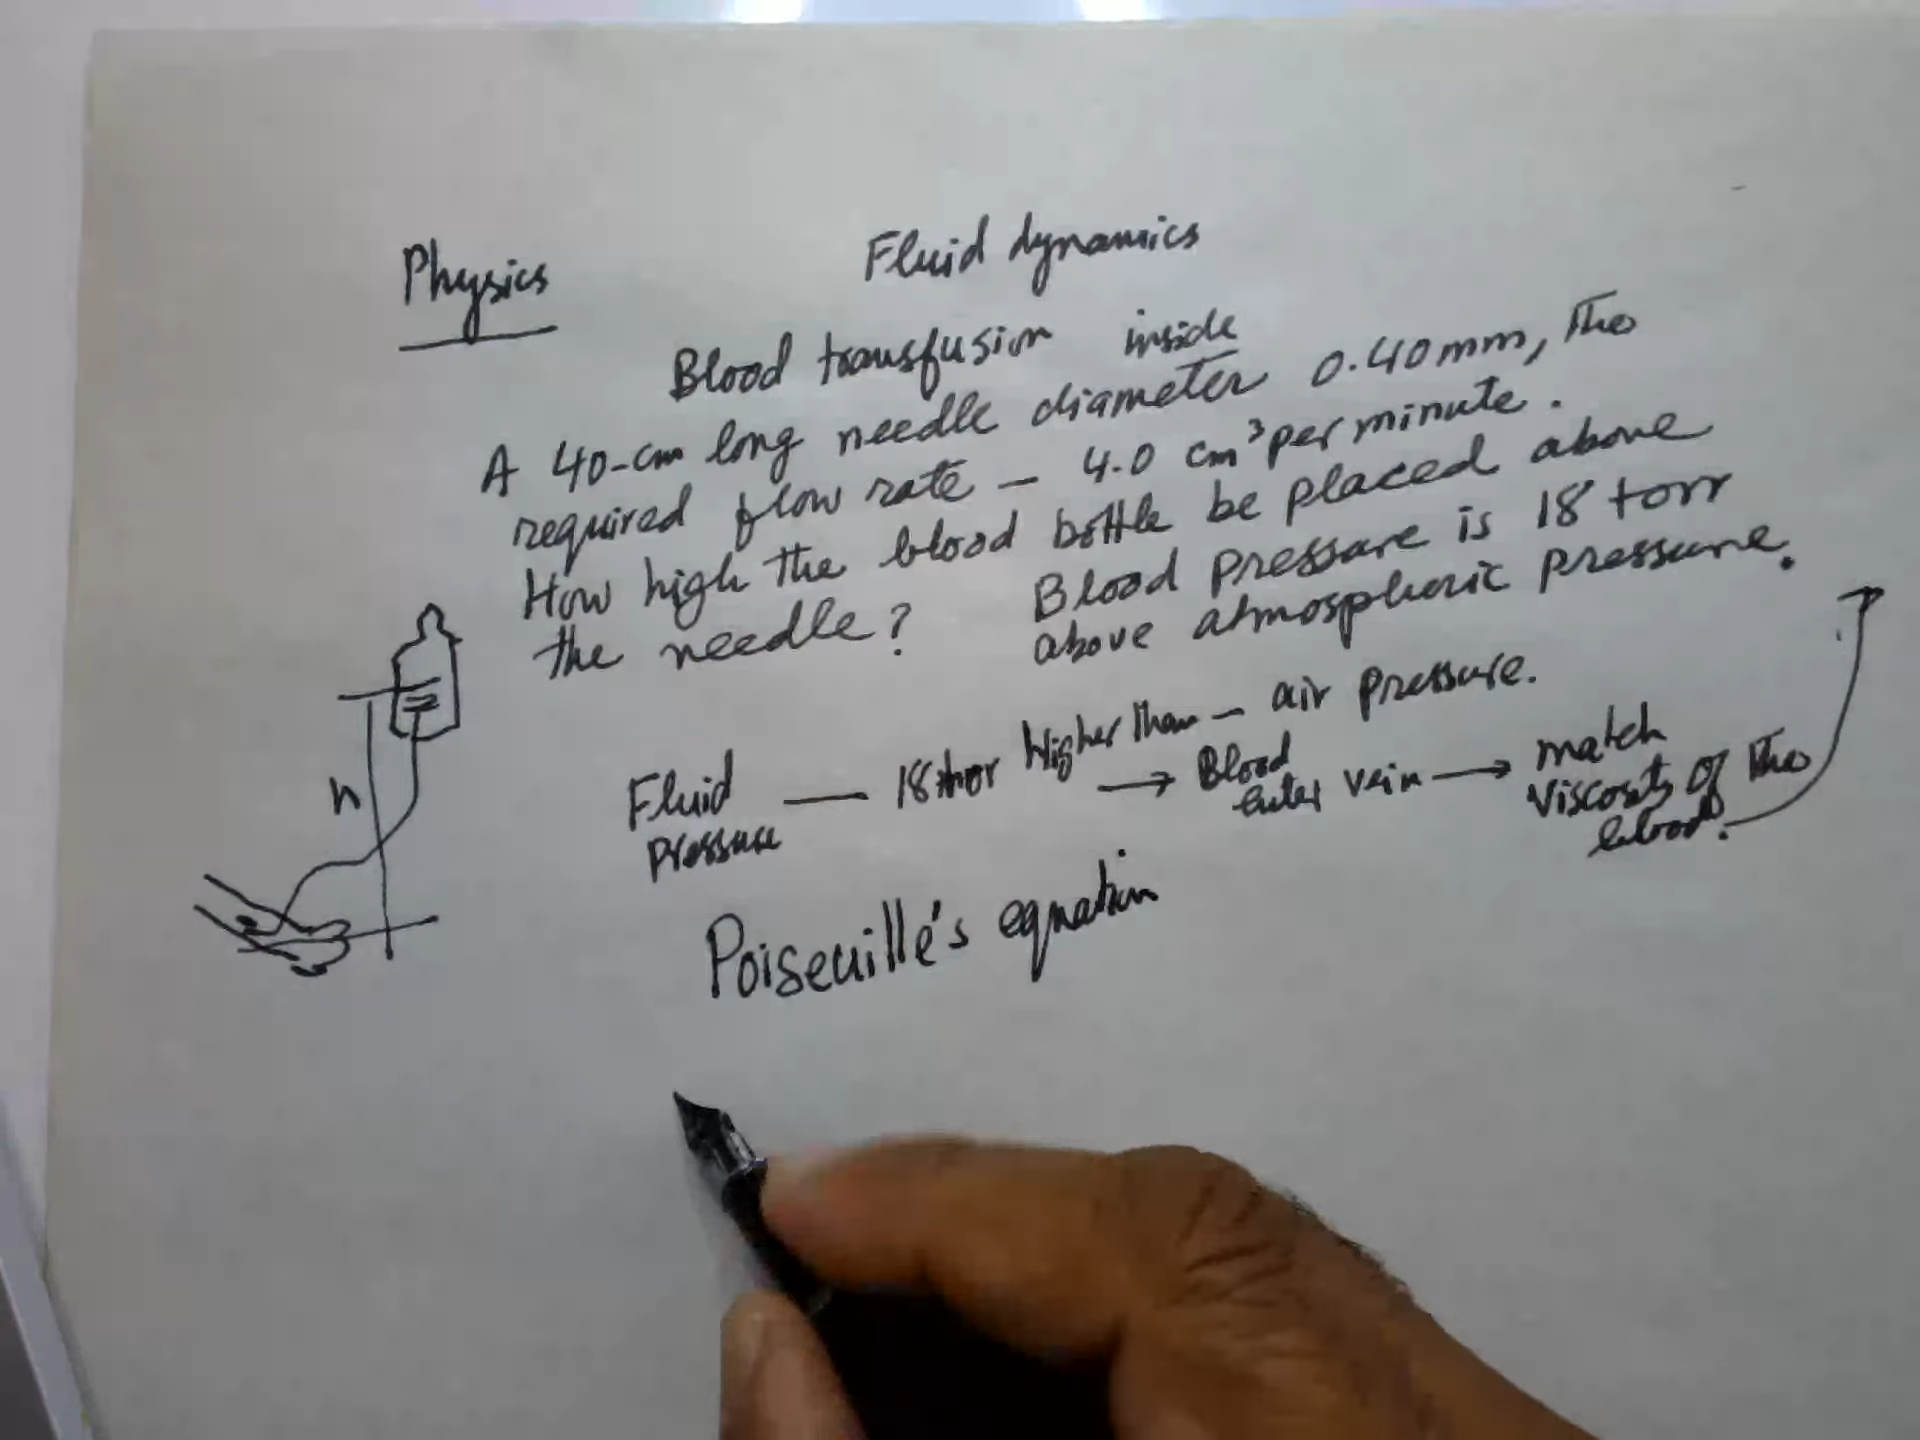 Physics
Fluid dynamics
Blood transfusion
A 40-cm long needle inside diameter 0.40mm, The
required flow rate - 4.0 cm³ per minute.
How high the blood bottle be placed above
the needle? Blood pressure is 18 torr
above atmospheric pressure.
h
Fluid pressure — 18 torr higher than - air pressure.
→ Blood enter vein → match
viscosity of the
blood.
Poiseuille's equation